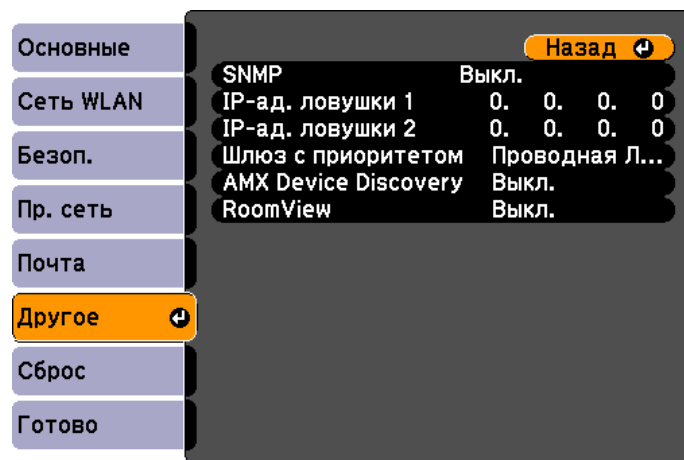 Основные
Сеть WLAN
Безоп.
Пр. сеть
Почта
Другое
Сброс
Готово
Назад
SNMP Выкл.
IP-ад. ловушки 1 0. 0. 0. 0
IP-ад. ловушки 2 0. 0. 0. 0
Шлюз с приоритетом Проводная Л...
AMX Device Discovery Выкл.
RoomView Выкл.